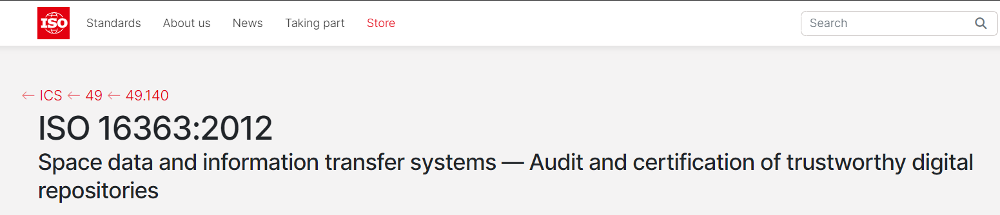 ISO Standards About us News Taking part Store Search
← ICS ← 49 ← 49.140
ISO 16363:2012
Space data and information transfer systems — Audit and certification of trustworthy digital
repositories